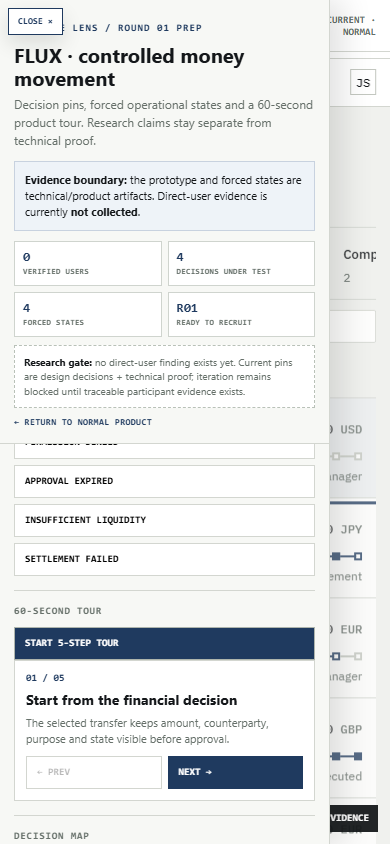 CLOSE ×
LENS / ROUND 01 PREP
CURRENT ·
NORMAL
FLUX · controlled money
movement
JS
Decision pins, forced operational states and a 60-second
product tour. Research claims stay separate from
technical proof.
Evidence boundary: the prototype and forced states are
technical/product artifacts. Direct-user evidence is
currently not collected.
0
VERIFIED USERS
4
DECISIONS UNDER TEST
Comp
2
4
FORCED STATES
R01
READY TO RECRUIT
Research gate: no direct-user finding exists yet. Current pins
are design decisions + technical proof; iteration remains
blocked until traceable participant evidence exists.
← RETURN TO NORMAL PRODUCT
USD
APPROVAL EXPIRED
INSUFFICIENT LIQUIDITY
JPY
SETTLEMENT FAILED
60-SECOND TOUR
EUR
START 5-STEP TOUR
01 / 05
Start from the financial decision
The selected transfer keeps amount, counterparty,
purpose and state visible before approval.
GBP
← PREV
NEXT →
VIDENCE
DECISION MAP